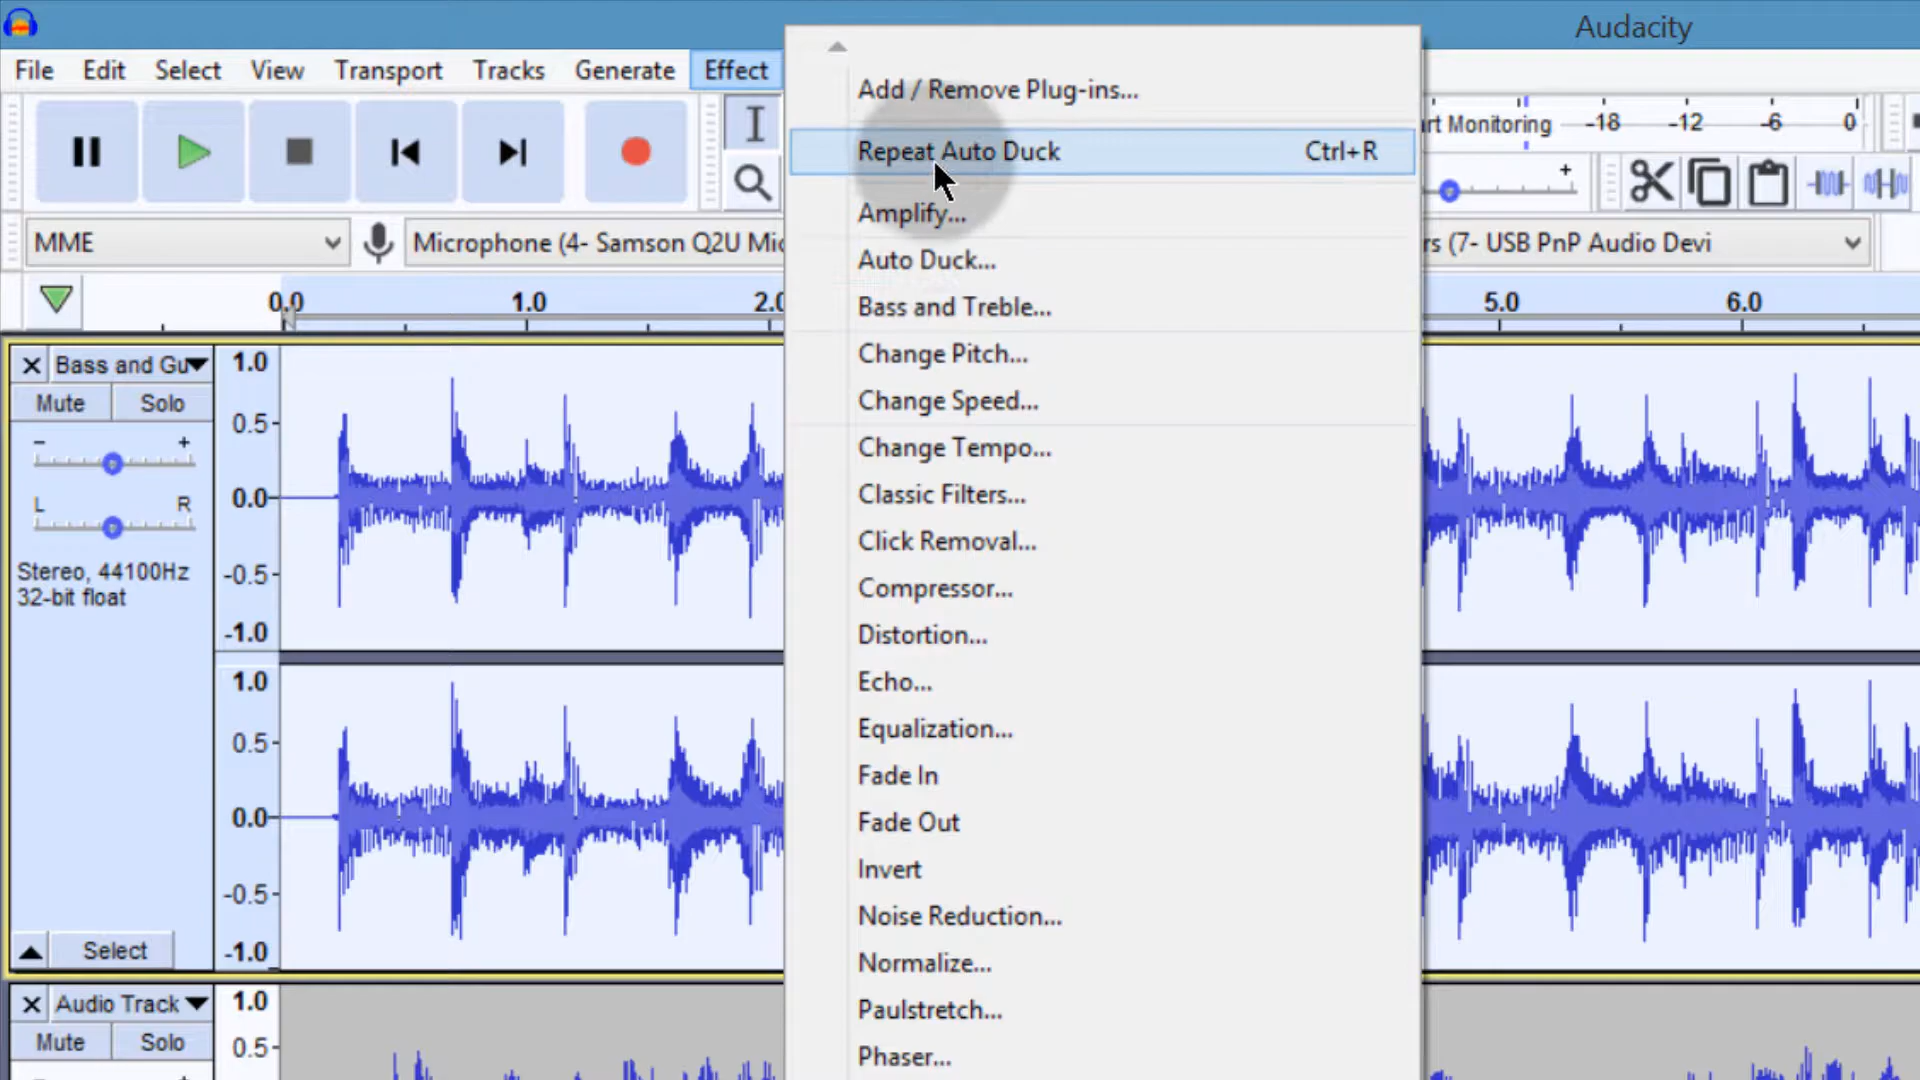 Audacity
File Edit Select View Transport Tracks Generate Effect
Add / Remove Plug-ins...
Repeat Auto Duck Ctrl+R
Amplify...
Auto Duck...
Bass and Treble...
Change Pitch...
Change Speed...
Change Tempo...
Classic Filters...
Click Removal...
Compressor...
Distortion...
Echo...
Equalization...
Fade In
Fade Out
Invert
Noise Reduction...
Normalize...
Paulstretch...
Phaser...
rt Monitoring -18 -12 -6 0
+
MME
Microphone (4- Samson Q2U Mic
rs (7- USB PnP Audio Devi
0.0 1.0 2.0 5.0 6.0
Bass and Gu
Mute Solo
- +
L R
Stereo, 44100Hz
32-bit float
Select
1.0
0.5
0.0
-0.5
-1.0
1.0
0.5
0.0
-0.5
-1.0
Audio Track
Mute Solo
1.0
0.5